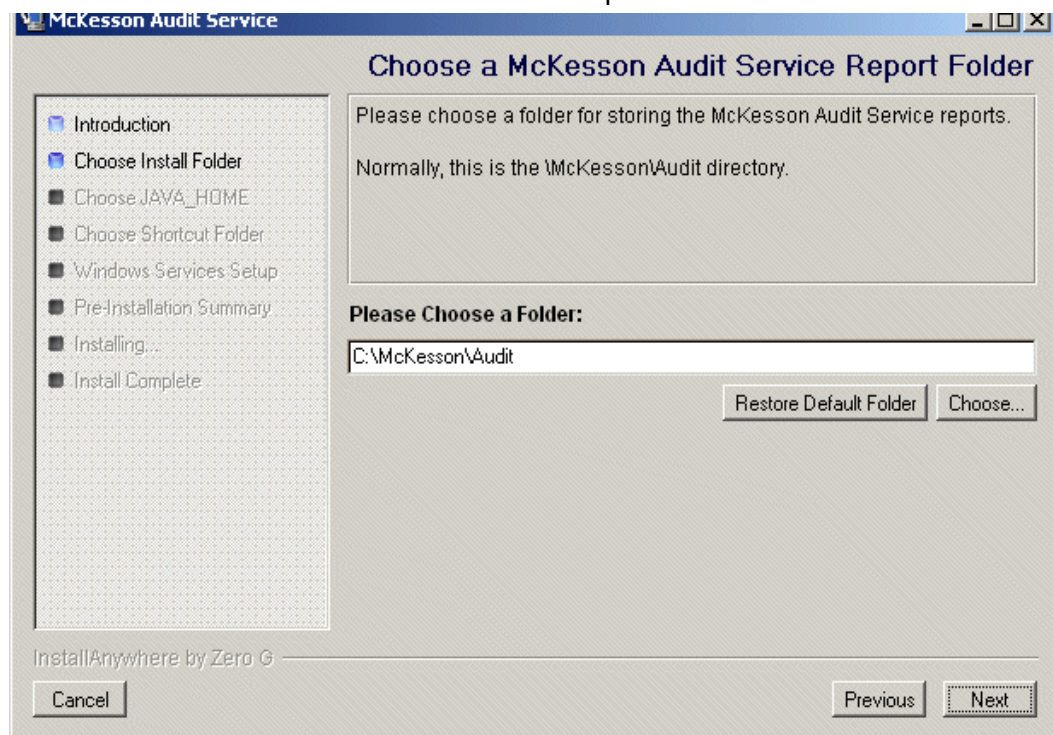 McKesson Audit Service
Choose a McKesson Audit Service Report Folder
Introduction
Choose Install Folder
Choose JAVA_HOME
Choose Shortcut Folder
Windows Services Setup
Pre-Installation Summary
Installing...
Install Complete
Please choose a folder for storing the McKesson Audit Service reports.
Normally, this is the \McKesson\Audit directory.
Please Choose a Folder:
C:\McKesson\Audit
Restore Default Folder
Choose...
InstallAnywhere by Zero G
Cancel
Previous
Next